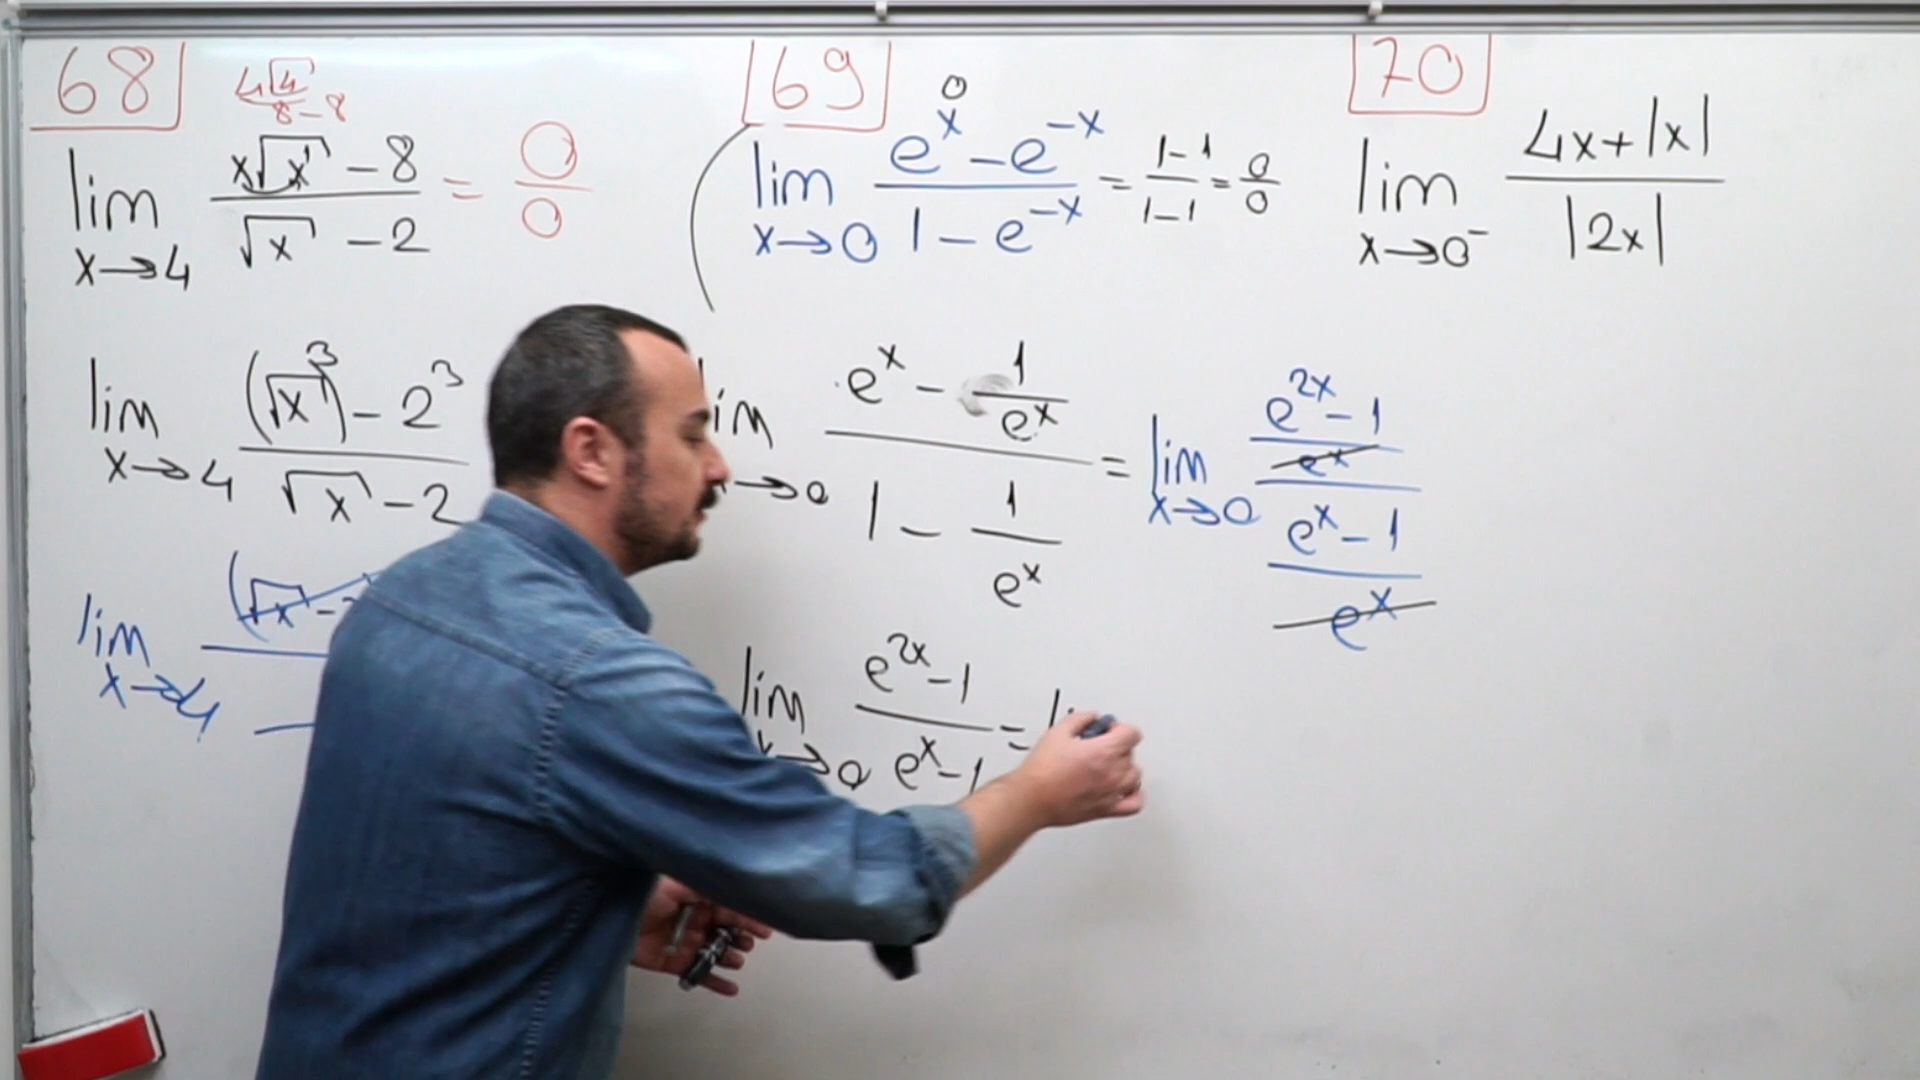 68
4√4
8-8
lim x→4 (x√x - 8)/(√x - 2) = 0/0
lim x→4 ((√x)³ - 2³)/(√x - 2)
lim x→4 (√x -
69
0
lim x→0 (eˣ - e⁻ˣ)/(1 - e⁻ˣ) = (1-1)/(1-1) = 0/0
lim x→0 (eˣ - 1/eˣ)/(1 - 1/eˣ) = lim x→0 ((e²ˣ - 1)/eˣ)/((eˣ - 1)/eˣ)
lim x→0 (e²ˣ - 1)/(eˣ - 1) =
70
lim x→0⁻ (4x + |x|)/|2x|